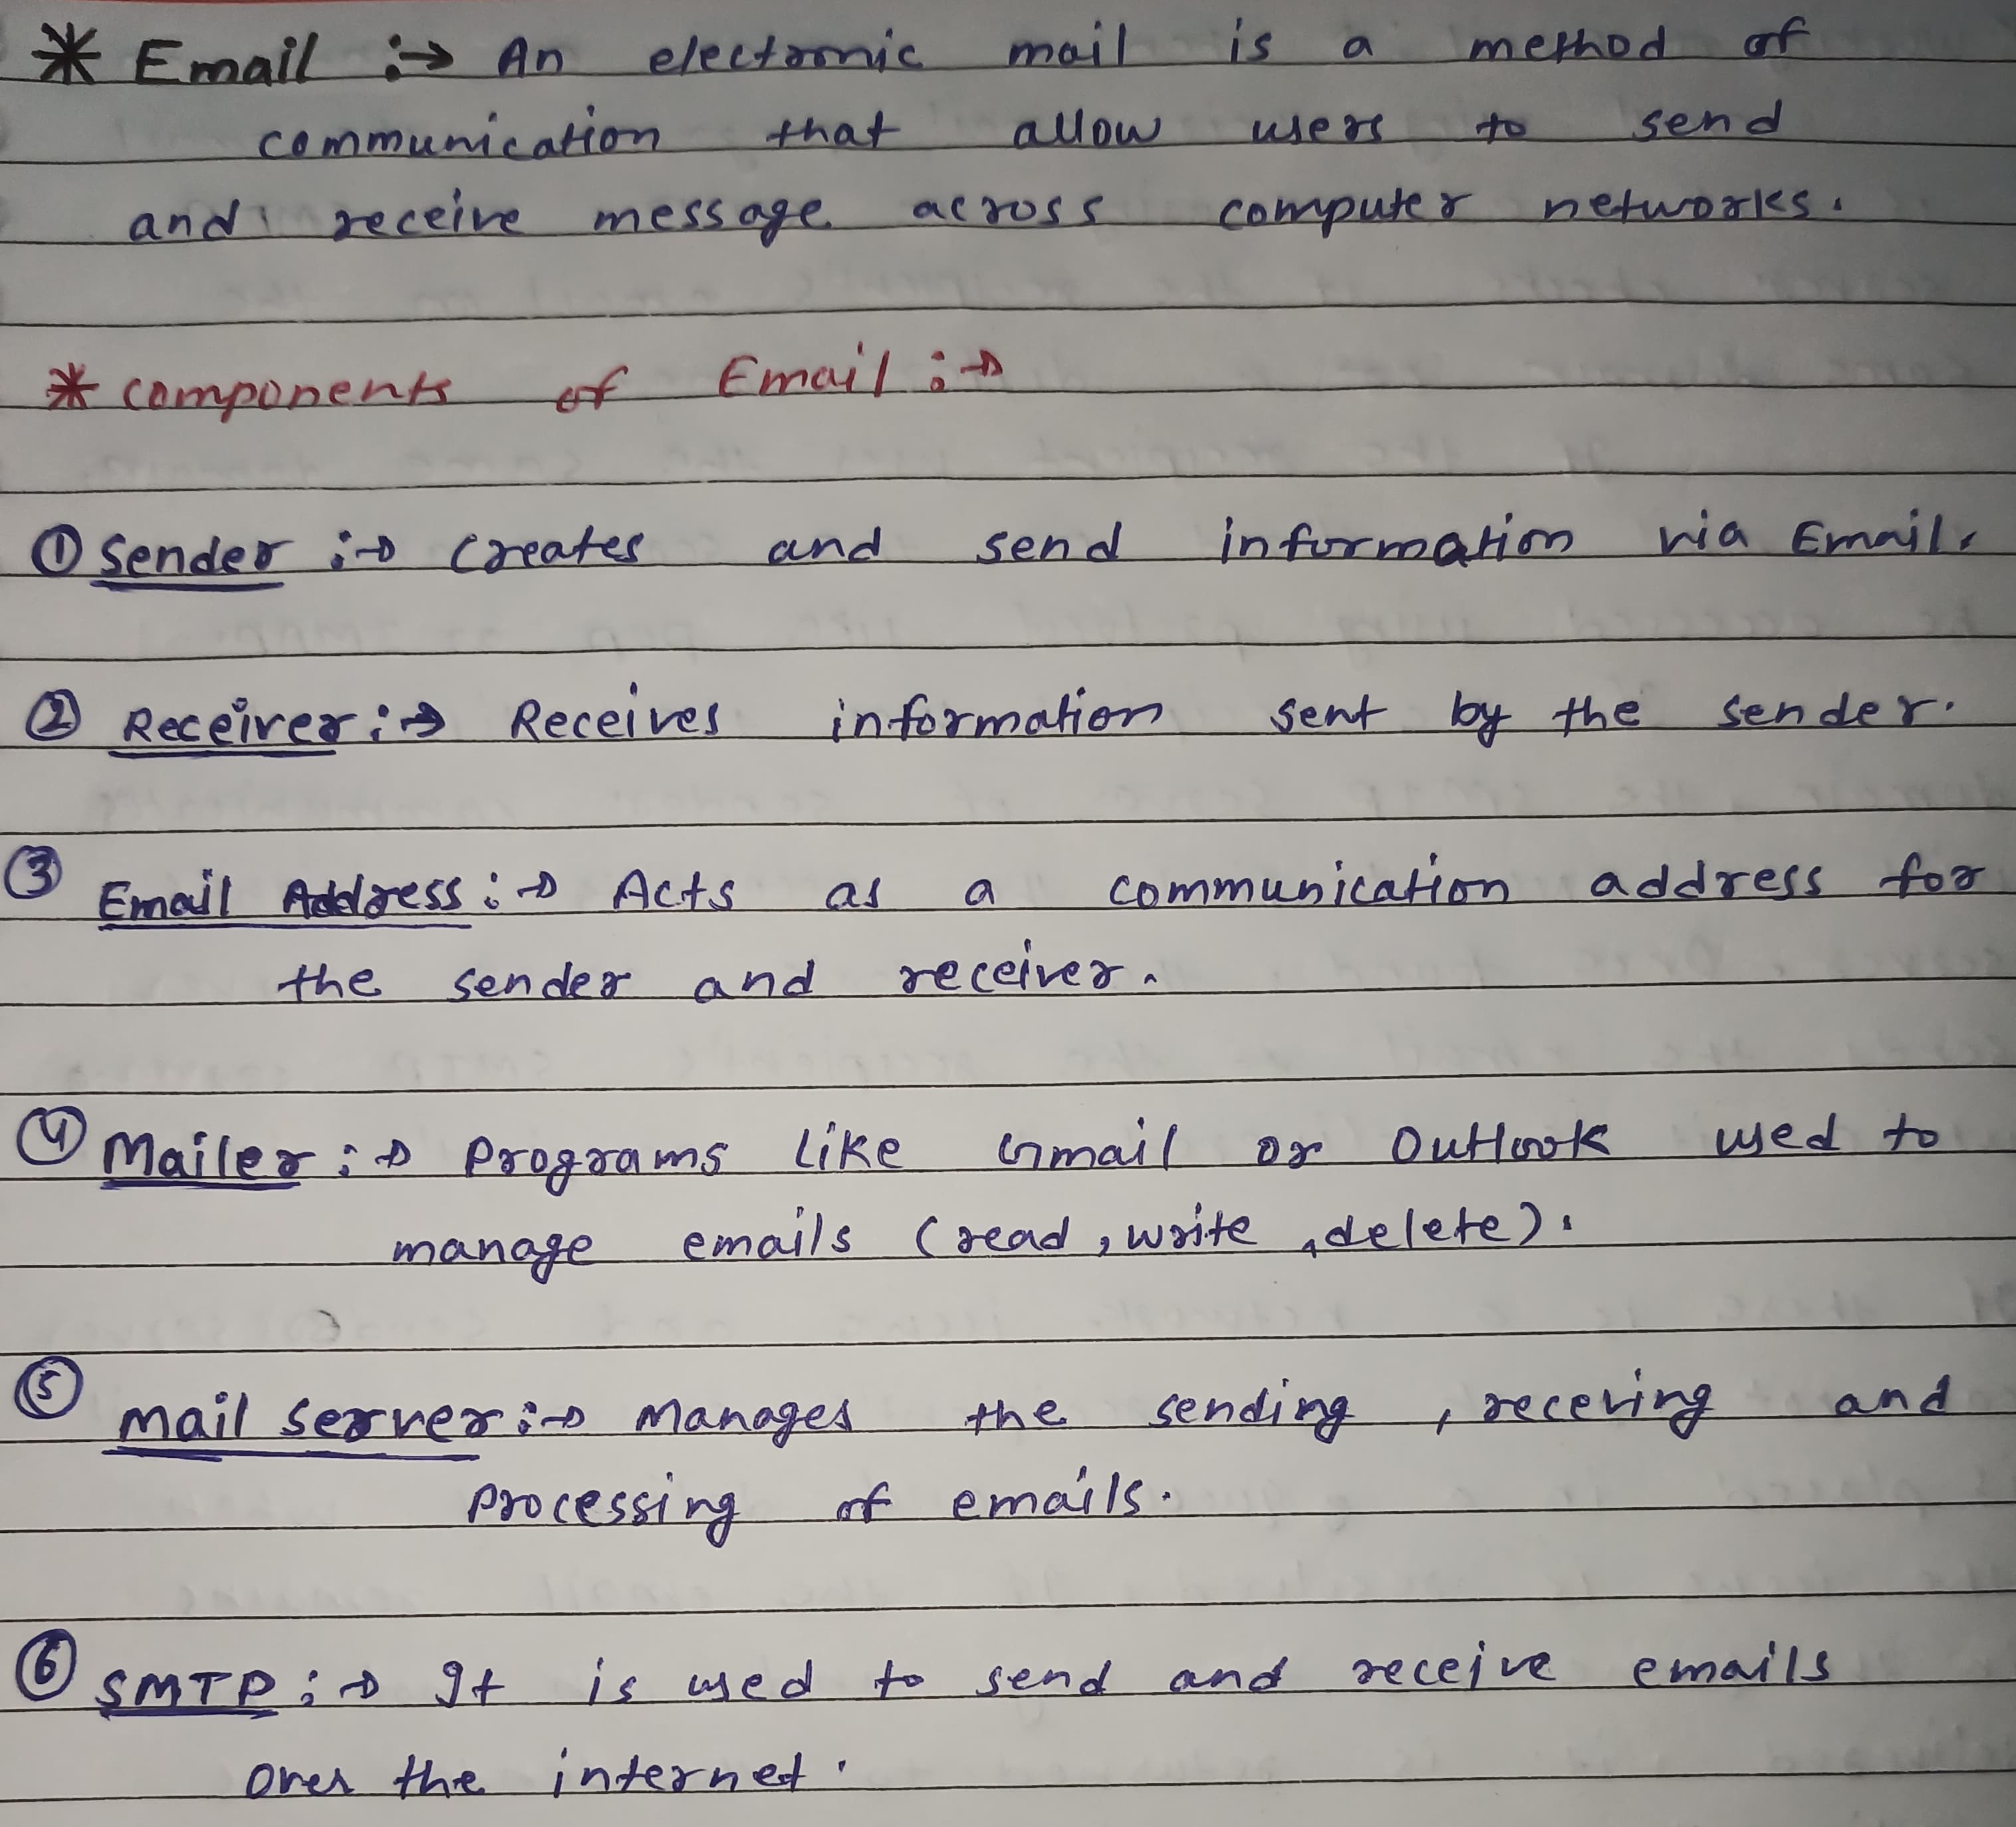 * Email :→ An electronic mail is a method of
communication that allow users to send
and receive message across computer networks.
* components of Email :→
① Sender :→ Creates and send information via Email.
② Receiver :→ Receives information sent by the sender.
③ Email Address :→ Acts as a communication address for
the sender and receiver.
④ Mailer :→ Programs like Gmail or Outlook used to
manage emails (read, write, delete).
⑤ Mail server :→ Manages the sending, receving and
Processing of emails.
⑥ SMTP :→ It is used to send and receive emails
over the internet.